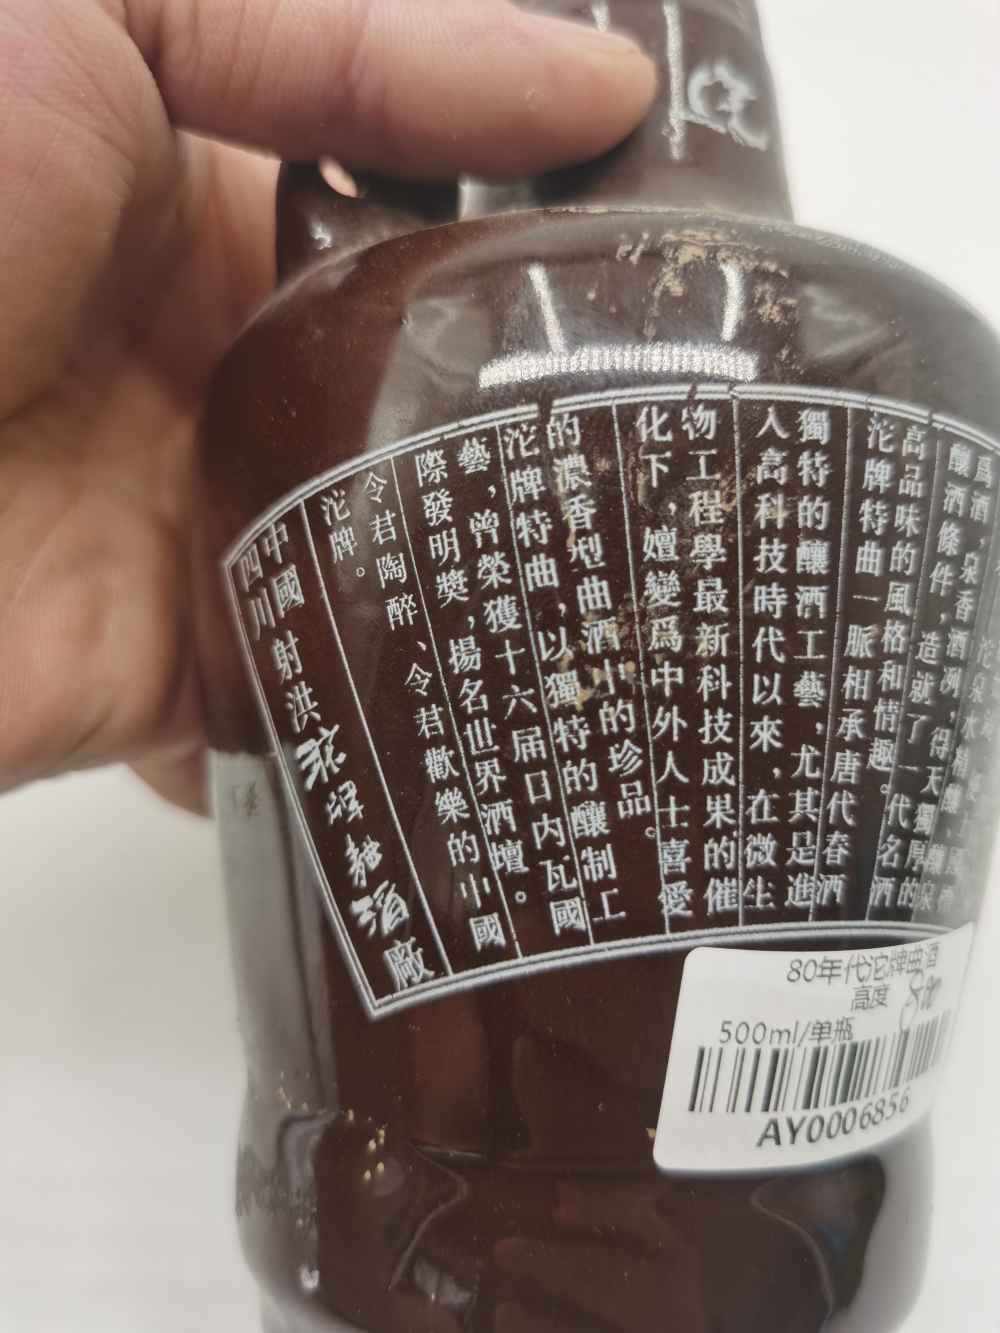 爲酒，泉香酒冽，得天獨厚的
釀酒條件，造就了一代名酒
高品味的風格和情趣。
沱牌特曲一脈相承唐代春酒
獨特的釀酒工藝，尤其是進
入高科技時代以來，在微生
物工程學最新科技成果的催
化下，嬗變爲中外人士喜愛
的濃香型曲酒中的珍品。
沱牌特曲，以獨特的釀制工
藝，曾榮獲十六届日内瓦國
際發明獎，揚名世界酒壇。
令君陶醉、令君歡樂的中國
沱牌。
中國射洪沱牌麯酒廠
四川
80年代沱牌曲酒
高度
500ml/单瓶
AY0006856